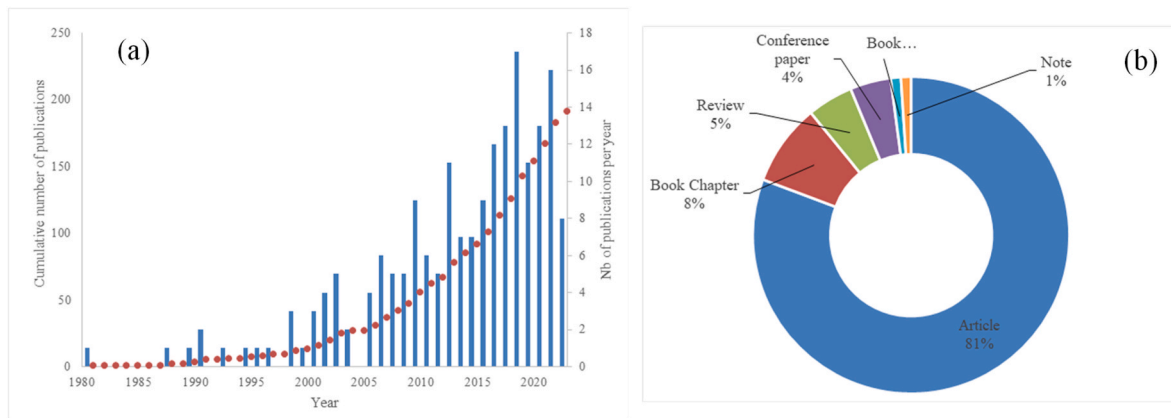 (a)
Cumulative number of publications
250
200
150
100
50
0
18
16
14
12
10
8
6
4
2
0
Nb of publications per year
1980
1985
1990
1995
2000
2005
2010
2015
2020
Year
(b)
Conference
paper
4%
Book…
Note
1%
Review
5%
Book Chapter
8%
Article
81%